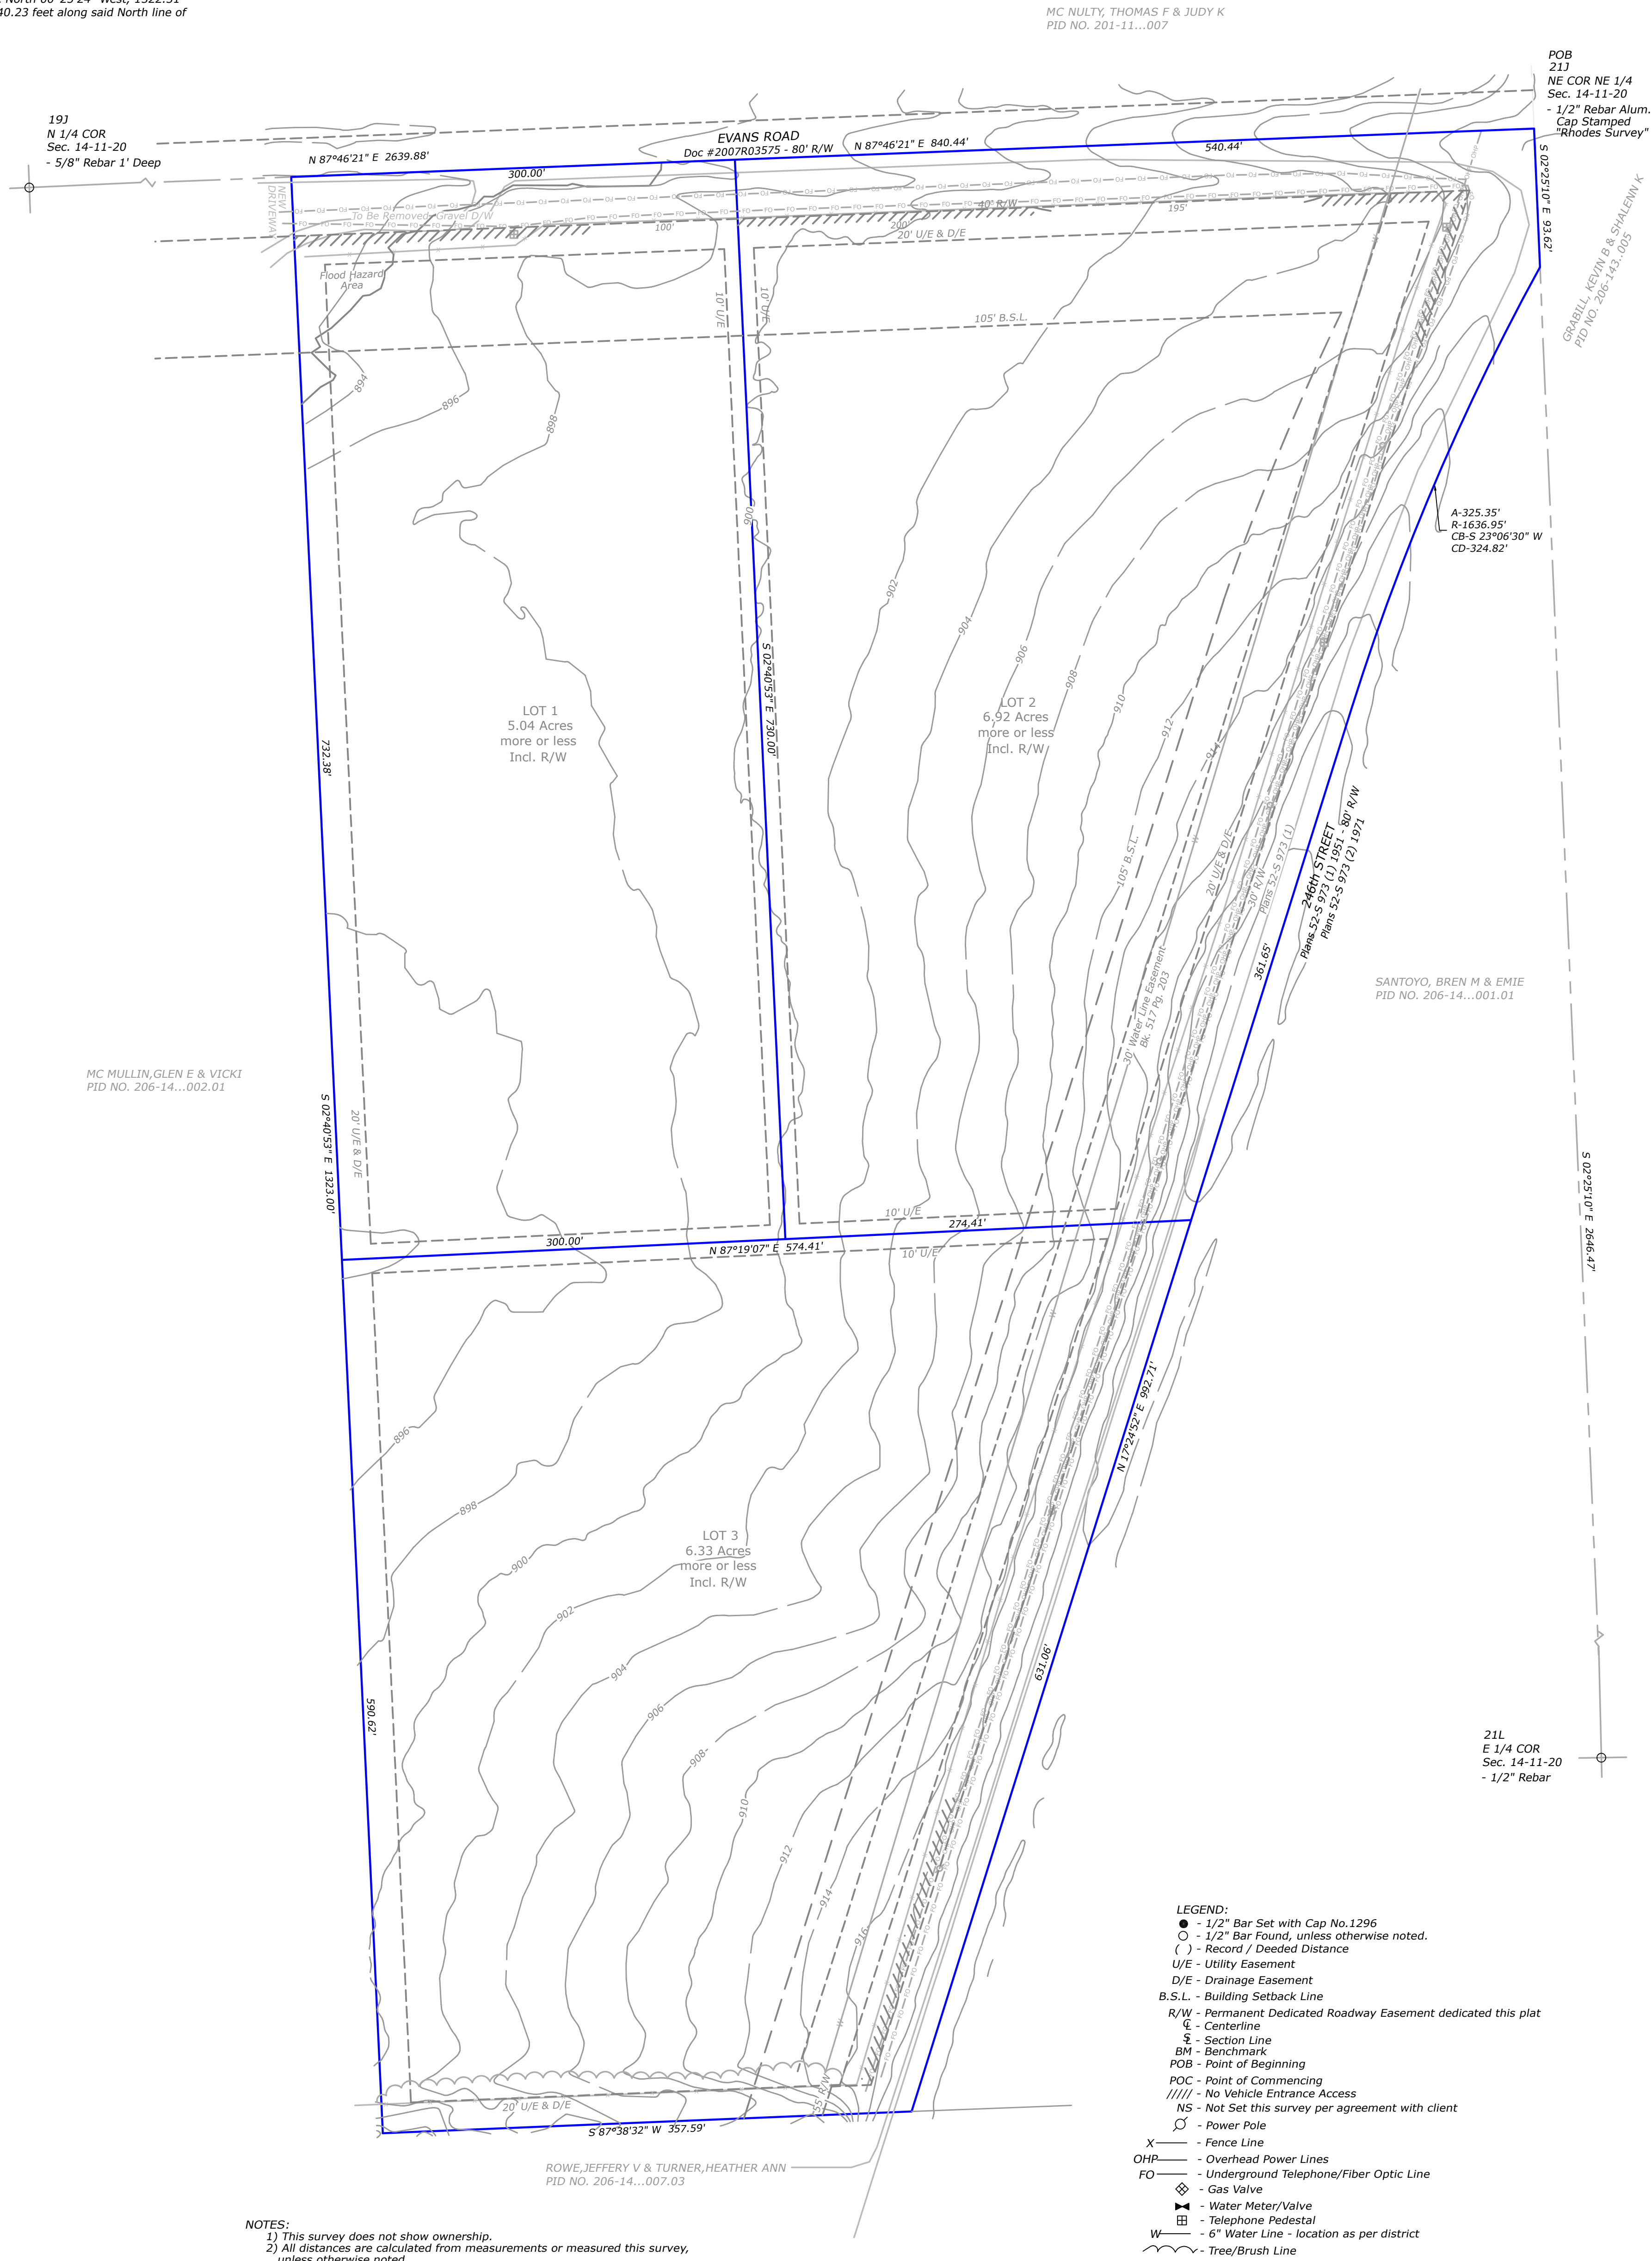 North 00°23'24" West, 1322.31
40.23 feet along said North line of
MC NULTY, THOMAS F & JUDY K
PID NO. 201-11...007
POB
21J
NE COR NE 1/4
Sec. 14-11-20
- 1/2" Rebar Alum.
Cap Stamped
"Rhodes Survey"
19J
N 1/4 COR
Sec. 14-11-20
- 5/8" Rebar 1' Deep
N 87°46'21" E 2639.88'
EVANS ROAD
Doc #2007R03575 - 80' R/W
N 87°46'21" E 840.44'
540.44'
300.00'
S 02°25'10" E 93.62'
GRABILL, KEVIN B & SHALENN K
PID NO. 206-143..005
NEW
DRIVEWAY
To Be Removed, Gravel D/W
100'
200'
40' R/W
195'
20' U/E & D/E
Flood Hazard
Area
10' U/E
10' U/E
105' B.S.L.
894
896
898
900
902
904
906
908
910
912
914
A-325.35'
R-1636.95'
CB-S 23°06'30" W
CD-324.82'
LOT 1
5.04 Acres
more or less
Incl. R/W
S 02°40'53" E 730.00'
LOT 2
6.92 Acres
more or less
Incl. R/W
732.38'
105' B.S.L.
20' U/E & D/E
30' R/W
Plans 52-S 973 (1)
246th STREET
Plans 52-S 973 (1) 1951 - 80' R/W
Plans 52-S 973 (2) 1971
361.65'
30' Water Line Easement
Bk. 517 Pg. 203
SANTOYO, BREN M & EMIE
PID NO. 206-14...001.01
MC MULLIN,GLEN E & VICKI
PID NO. 206-14...002.01
S 02°40'53" E 1323.00'
20' U/E & D/E
S 02°25'10" E 2646.47'
10' U/E
274.41'
300.00'
N 87°19'07" E 574.41'
10' U/E
N 17°24'52" E 992.71'
896
898
900
902
904
906
908
910
912
914
916
LOT 3
6.33 Acres
more or less
Incl. R/W
590.62'
631.06'
21L
E 1/4 COR
Sec. 14-11-20
- 1/2" Rebar
20' U/E & D/E
55' R/W
S 87°38'32" W 357.59'
ROWE,JEFFERY V & TURNER,HEATHER ANN
PID NO. 206-14...007.03
LEGEND:
- 1/2" Bar Set with Cap No.1296
- 1/2" Bar Found, unless otherwise noted.
( ) - Record / Deeded Distance
U/E - Utility Easement
D/E - Drainage Easement
B.S.L. - Building Setback Line
R/W - Permanent Dedicated Roadway Easement dedicated this plat
CL - Centerline
SL - Section Line
BM - Benchmark
POB - Point of Beginning
POC - Point of Commencing
///// - No Vehicle Entrance Access
NS - Not Set this survey per agreement with client
- Power Pole
X - Fence Line
OHP - Overhead Power Lines
FO - Underground Telephone/Fiber Optic Line
- Gas Valve
- Water Meter/Valve
- Telephone Pedestal
W - 6" Water Line - location as per district
- Tree/Brush Line
NOTES:
1) This survey does not show ownership.
2) All distances are calculated from measurements or measured this survey,
unless otherwise noted.